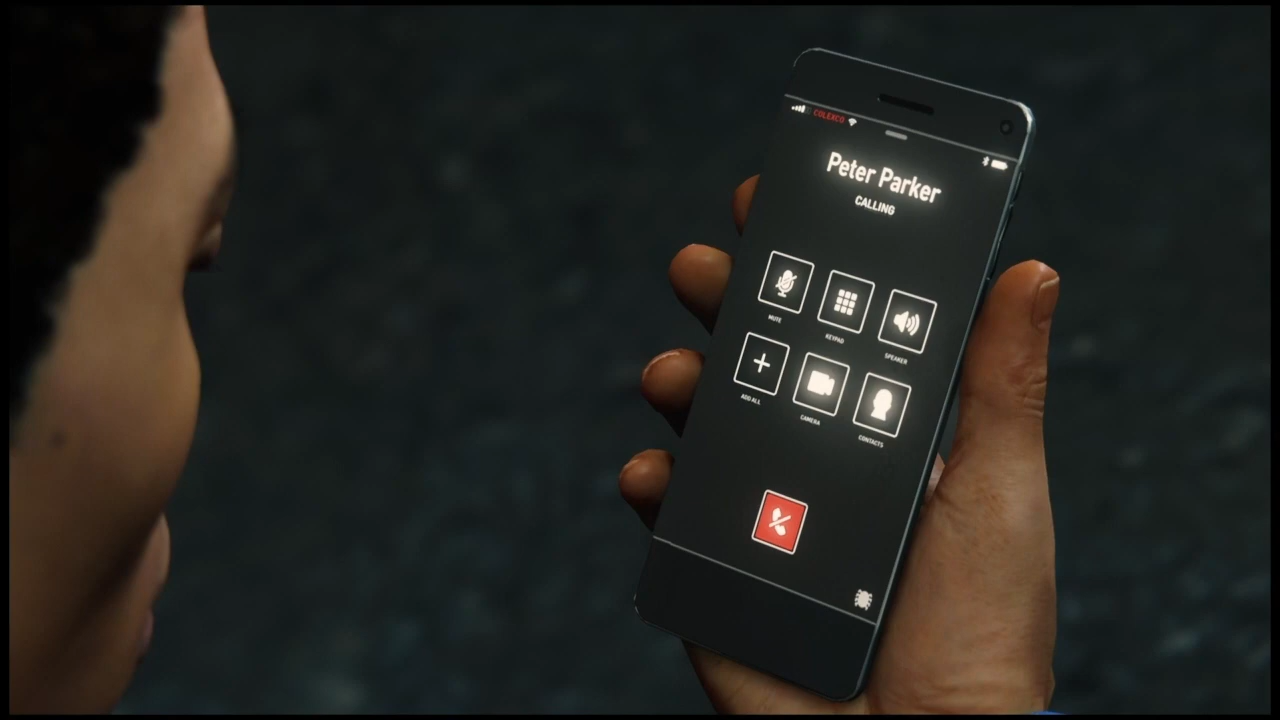 COLEXCO
Peter Parker
CALLING
MUTE
KEYPAD
SPEAKER
ADD ALL
CAMERA
CONTACTS